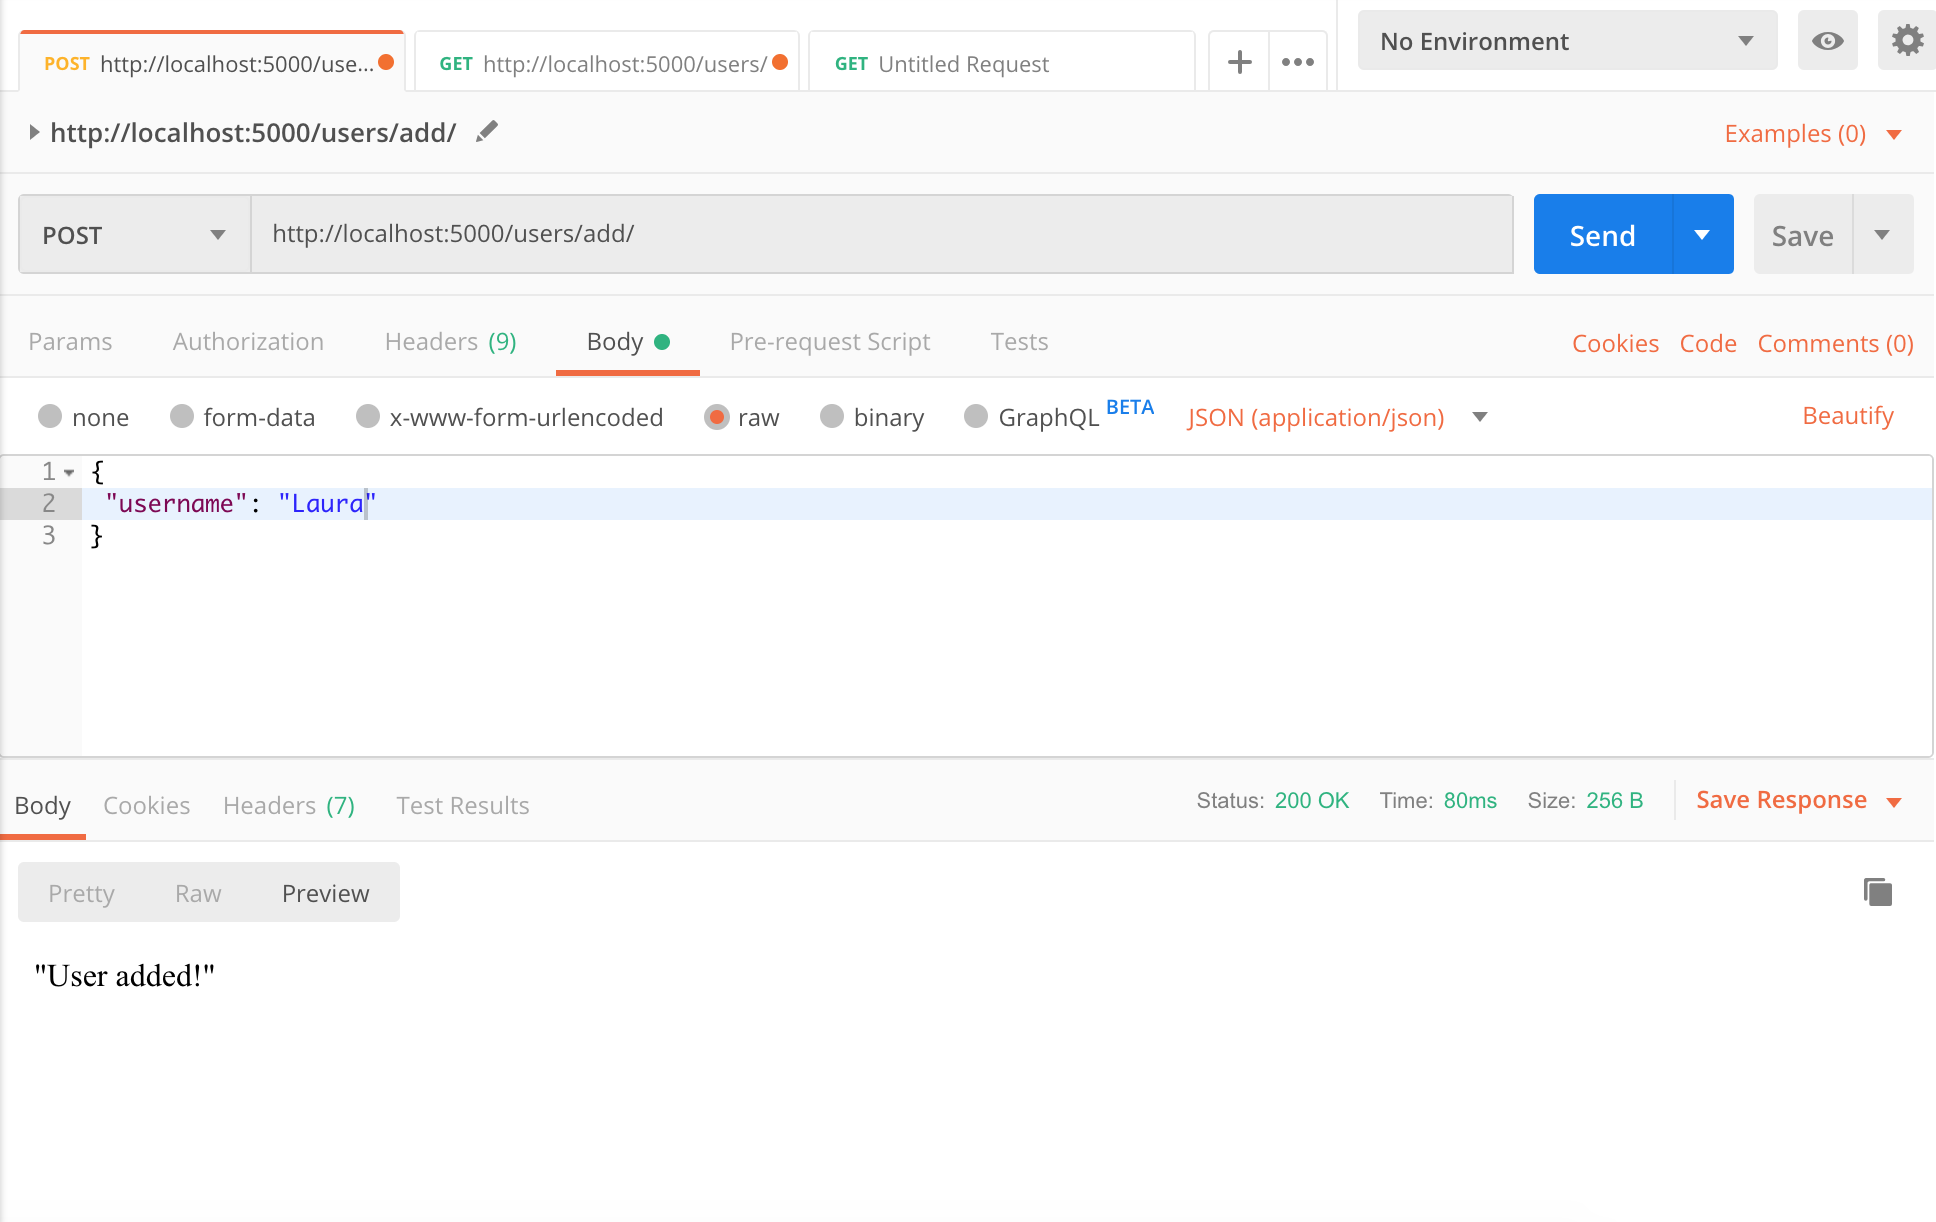 POST http://localhost:5000/use... GET http://localhost:5000/users/ GET Untitled Request No Environment
http://localhost:5000/users/add/ Examples (0)
POST http://localhost:5000/users/add/ Send Save
Params Authorization Headers (9) Body Pre-request Script Tests Cookies Code Comments (0)
none form-data x-www-form-urlencoded raw binary GraphQL BETA JSON (application/json) Beautify
1 {
2 "username": "Laura"
3 }
Body Cookies Headers (7) Test Results Status: 200 OK Time: 80ms Size: 256 B Save Response
Pretty Raw Preview
"User added!"